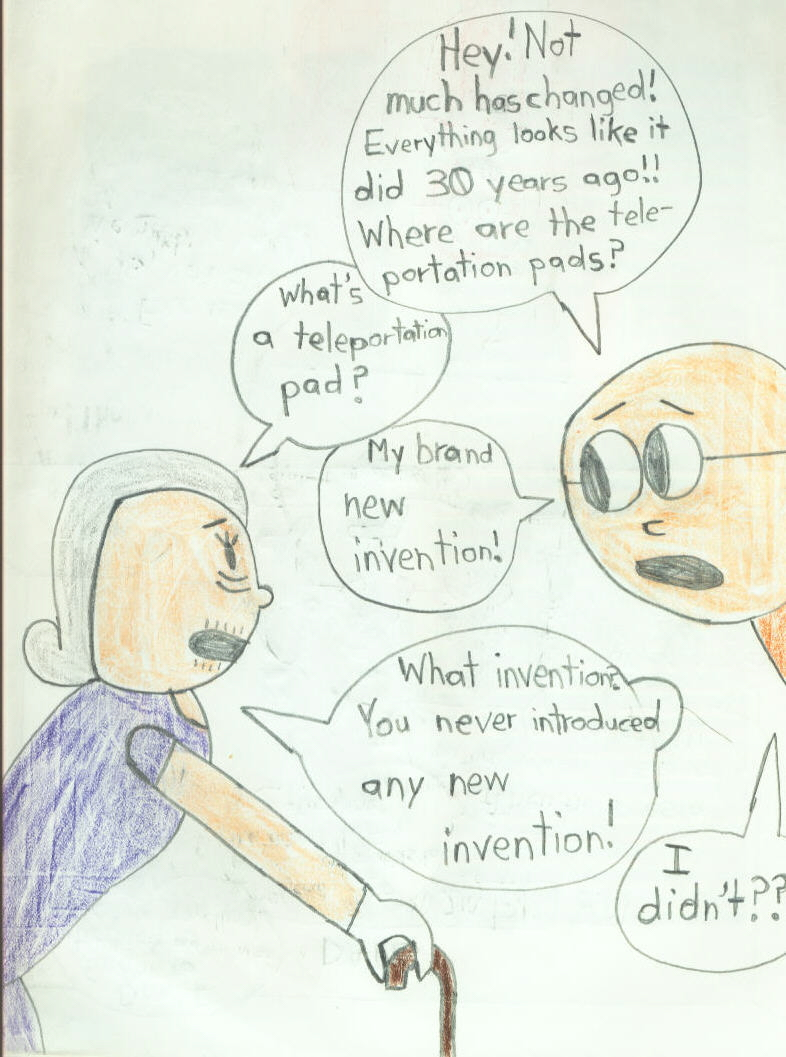 Hey! Not
much has changed!
Everything looks like it
did 30 years ago!!
Where are the tele-
portation pads?
What's
a teleportation
pad?
My brand
new
invention!
What invention?
You never introduced
any new
invention!
I
didn't??